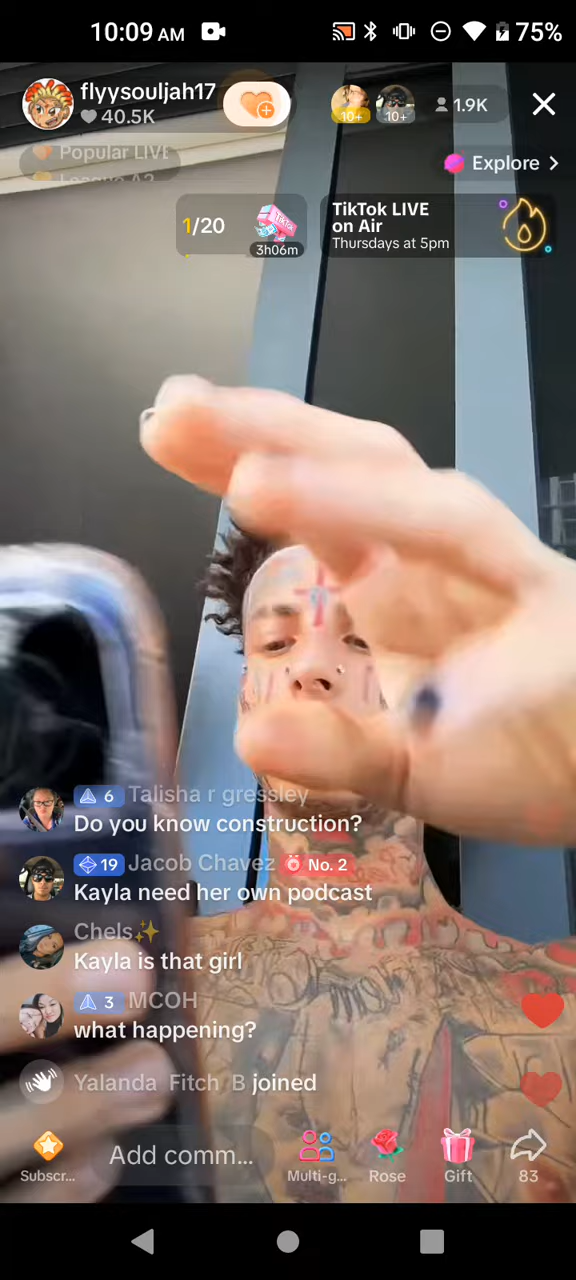 10:09 AM
75%
flyysouljah17
40.5K
10+
10+
1.9K
Popular LIVE
League A2
Explore
1/20
3h06m
TikTok
TikTok LIVE
on Air
Thursdays at 5pm
6 Talisha r gressley
Do you know construction?
19 Jacob Chavez No. 2
Kayla need her own podcast
Chels✨
Kayla is that girl
3 MCOH
what happening?
Yalanda Fitch B joined
Subscr...
Add comm...
Multi-g...
Rose
Gift
83